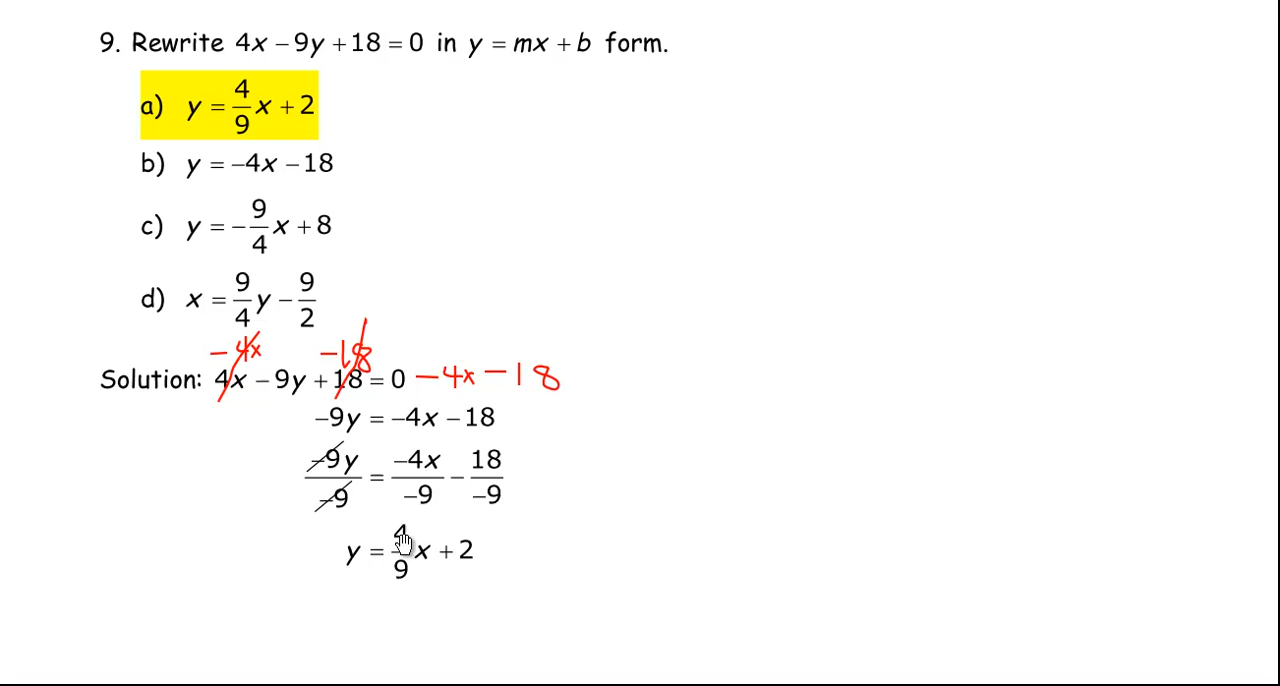 9. Rewrite 4x − 9y + 18 = 0 in y = mx + b form.
a) y = 4/9 x + 2
b) y = −4x − 18
c) y = − 9/4 x + 8
d) x = 9/4 y − 9/2
− 4x − 18
Solution: 4x − 9y + 18 = 0 − 4x − 18
−9y = −4x − 18
−9y/−9 = −4x/−9 − 18/−9
y = 4/9 x + 2